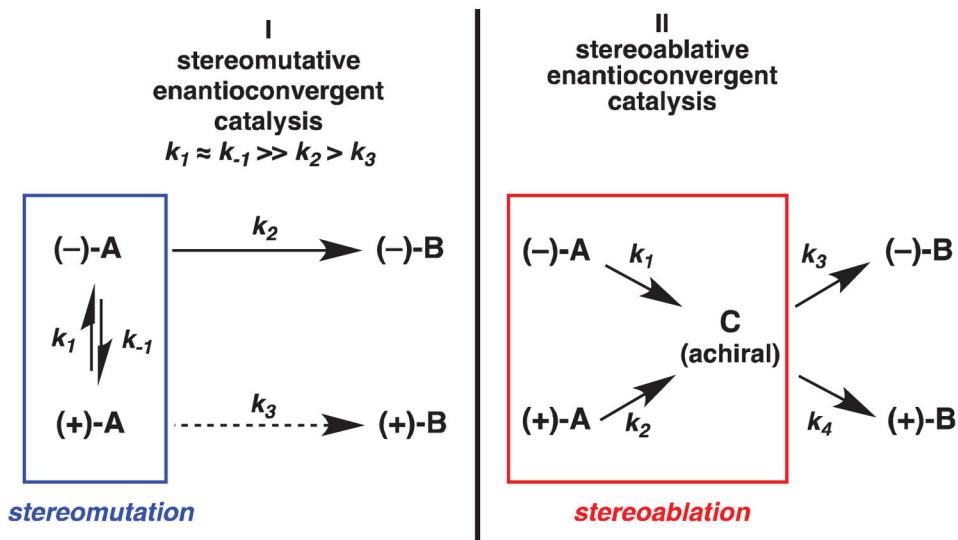 I
stereomutative
enantioconvergent
catalysis
k₁ ≈ k₋₁ >> k₂ > k₃
(–)-A
k₂
(–)-B
k₁
k₋₁
(+)-A
k₃
(+)-B
stereomutation
II
stereoablative
enantioconvergent
catalysis
(–)-A
k₁
k₃
(–)-B
C
(achiral)
(+)-A
k₂
k₄
(+)-B
stereoablation